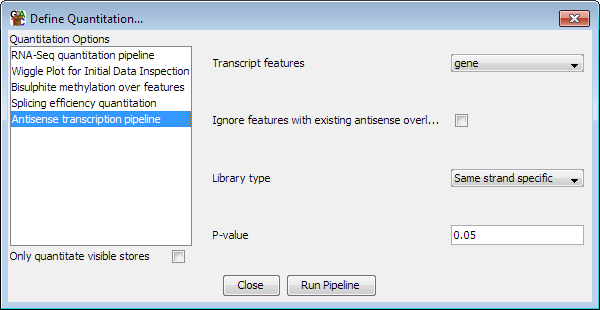 Define Quantitation...
Quantitation Options
RNA-Seq quantitation pipeline
Wiggle Plot for Initial Data Inspection
Bisulphite methylation over features
Splicing efficiency quantitation
Antisense transcription pipeline
Only quantitate visible stores
Transcript features
gene
Ignore features with existing antisense overl...
Library type
Same strand specific
P-value
0.05
Close
Run Pipeline